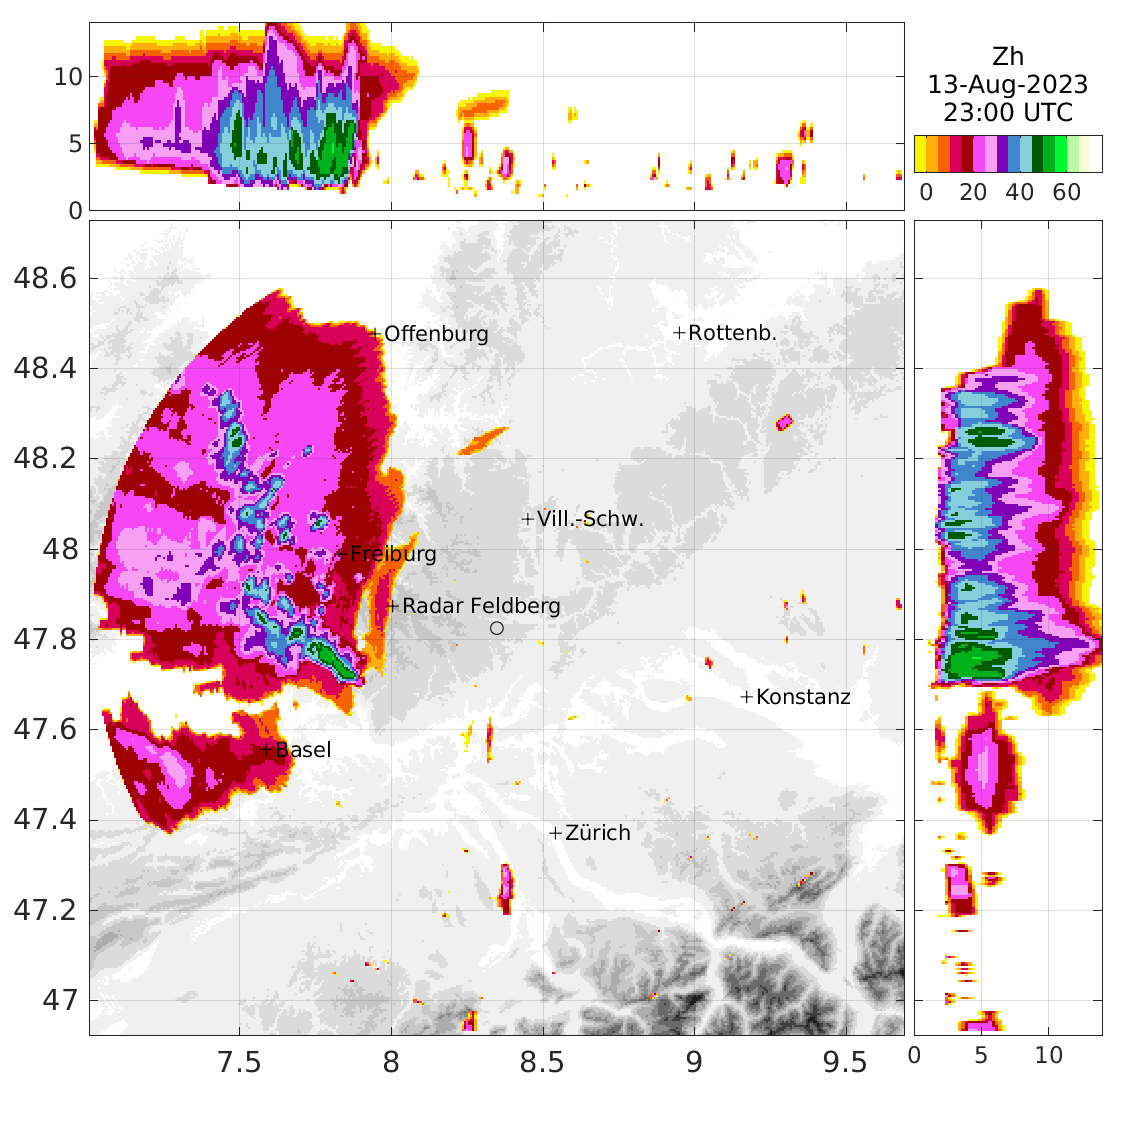 10
5
0
Zh
13-Aug-2023
23:00 UTC
0 20 40 60
48.6
48.4
48.2
48
47.8
47.6
47.4
47.2
47
Offenburg
Rottenb.
Vill.-Schw.
Freiburg
Radar Feldberg
Konstanz
Basel
Zürich
7.5 8 8.5 9 9.5
0 5 10